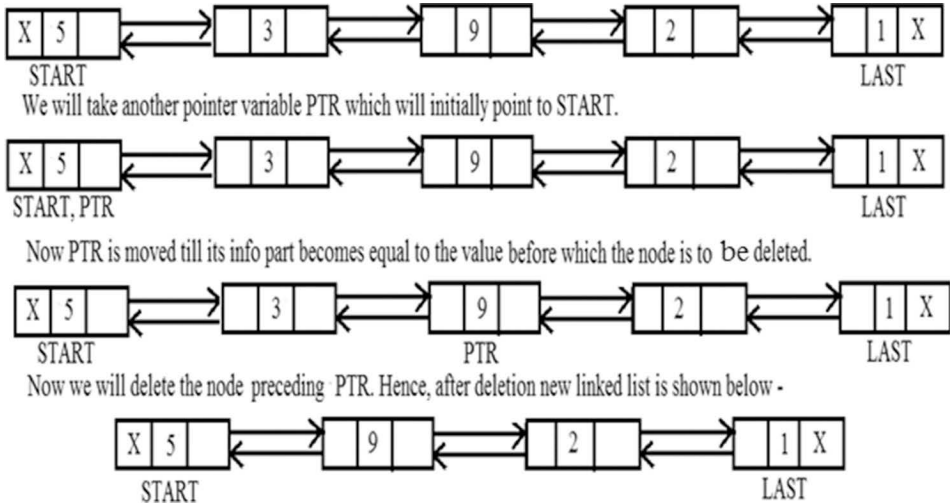 X 5 3 9 2 1 X
START LAST
We will take another pointer variable PTR which will initially point to START.
X 5 3 9 2 1 X
START, PTR LAST
Now PTR is moved till its info part becomes equal to the value before which the node is to be deleted.
X 5 3 9 2 1 X
START PTR LAST
Now we will delete the node preceding PTR. Hence, after deletion new linked list is shown below -
X 5 9 2 1 X
START LAST